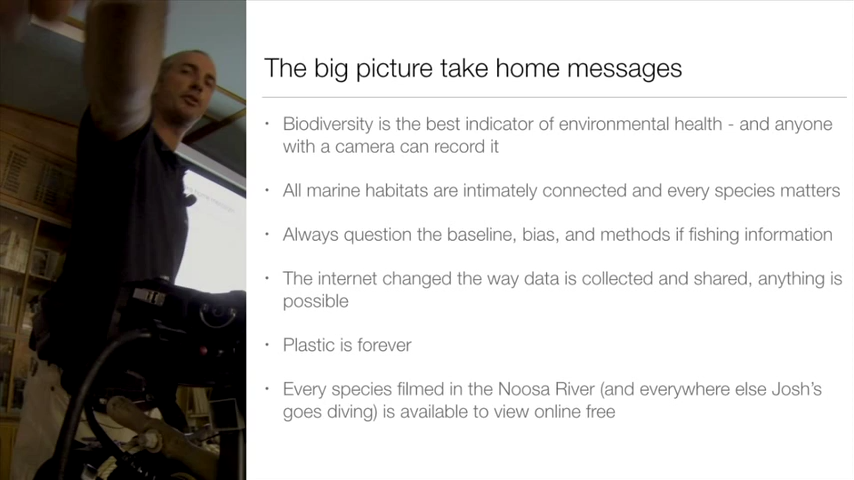 The big picture take home messages
• Biodiversity is the best indicator of environmental health - and anyone
with a camera can record it
• All marine habitats are intimately connected and every species matters
• Always question the baseline, bias, and methods if fishing information
• The internet changed the way data is collected and shared, anything is
possible
• Plastic is forever
• Every species filmed in the Noosa River (and everywhere else Josh's
goes diving) is available to view online free